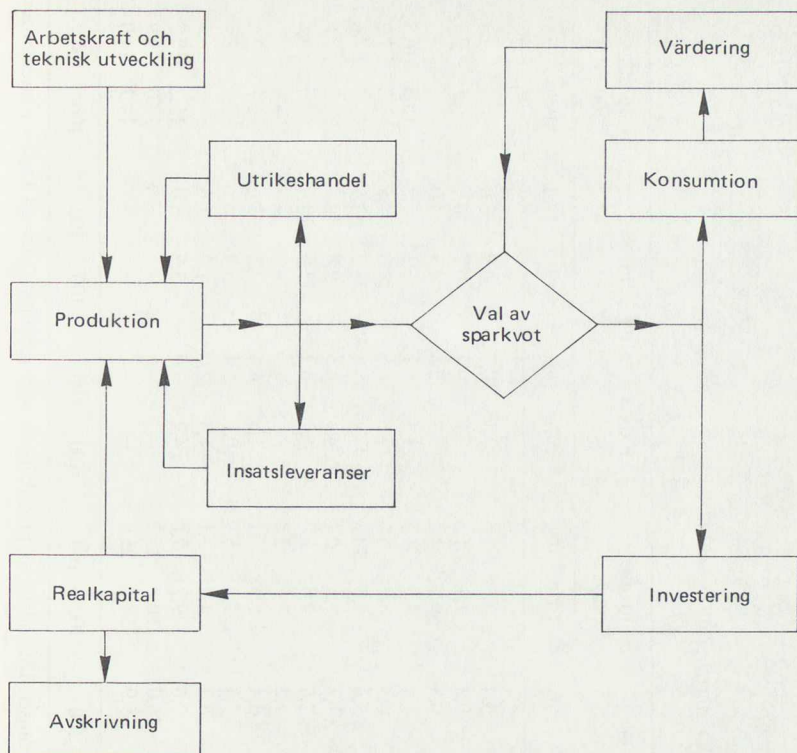 Arbetskraft och
teknisk utveckling
Värdering
Utrikeshandel
Konsumtion
Produktion
Val av
sparkvot
Insatsleveranser
Realkapital
Investering
Avskrivning